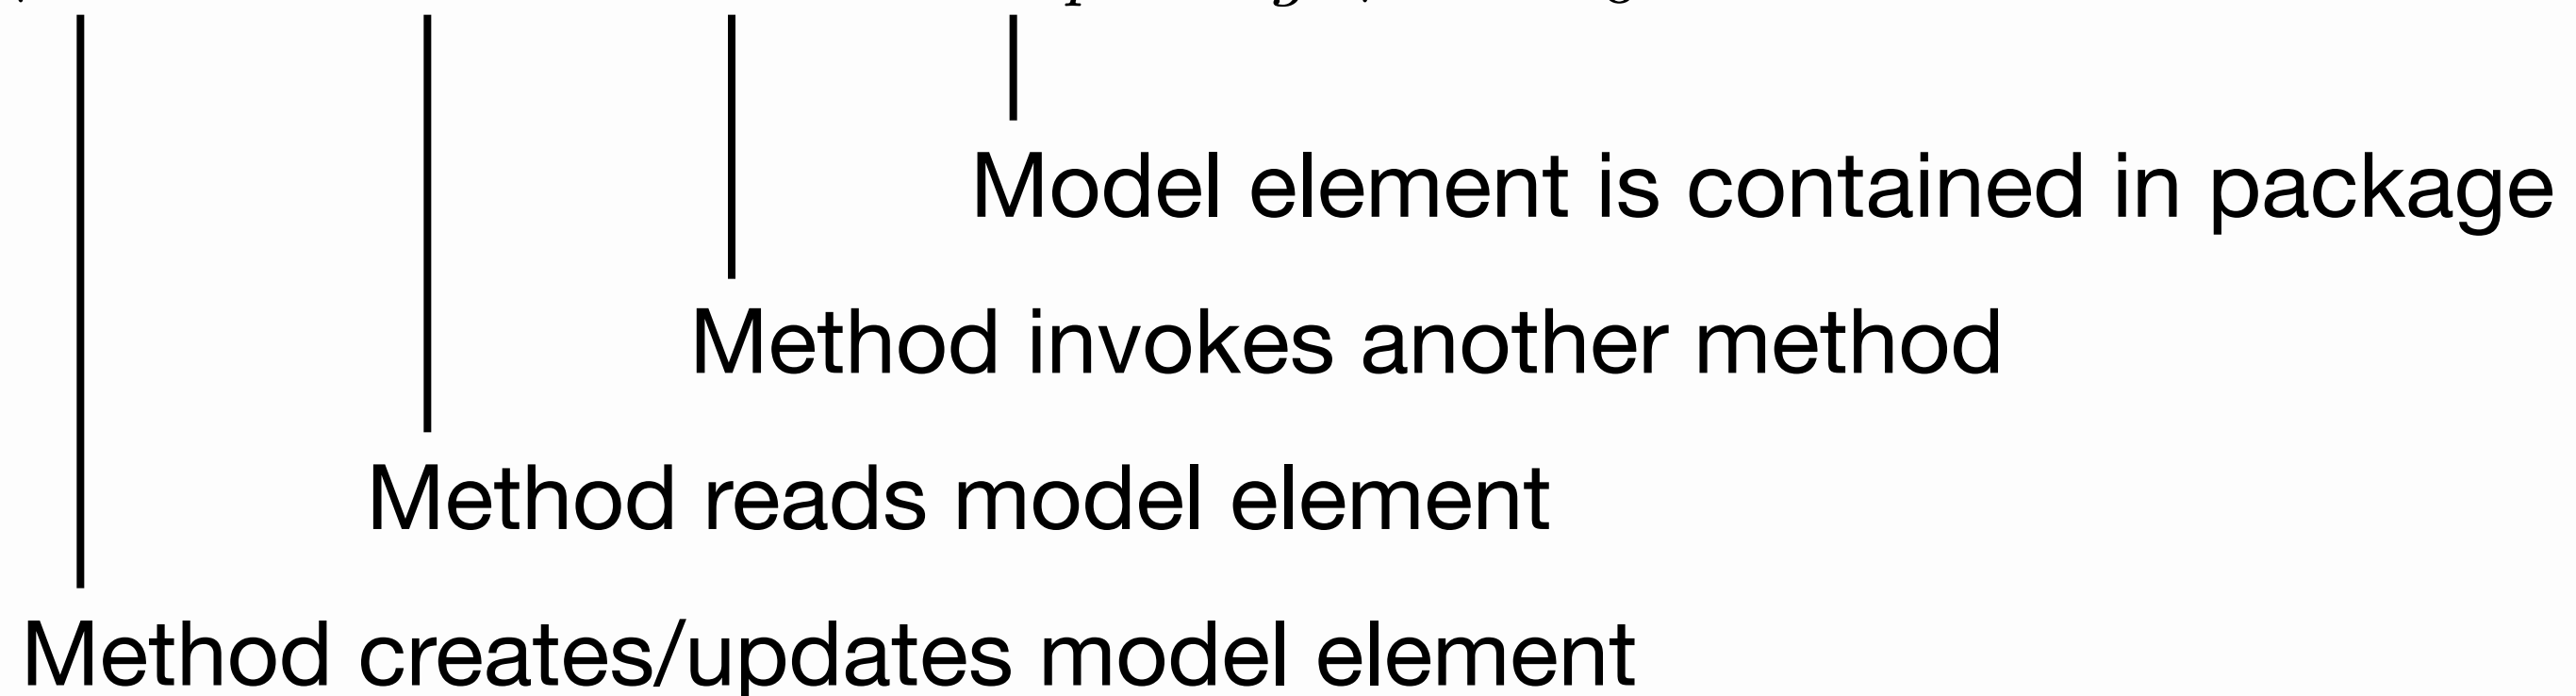 Model element is contained in package
Method invokes another method
Method reads model element
Method creates/updates model element